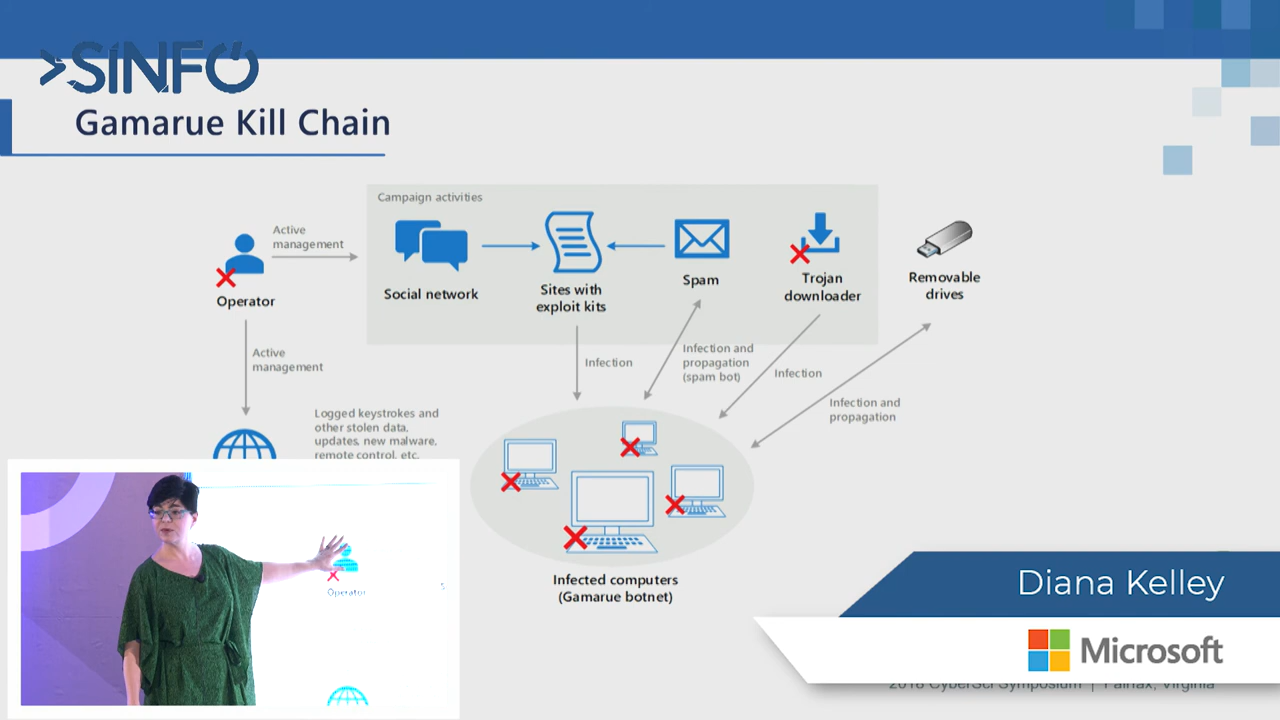 SINFO
Gamarue Kill Chain
Campaign activities
Active
management
Operator
Social network
Sites with
exploit kits
Spam
Trojan
downloader
Removable
drives
Active
management
Infection
Infection and
propagation
(spam bot)
Infection
Infection and
propagation
Logged keystrokes and
other stolen data,
updates, new malware,
remote control, etc.
Infected computers
(Gamarue botnet)
Operator
Diana Kelley
Microsoft
2018 CyberSci Symposium | Fairfax, Virginia